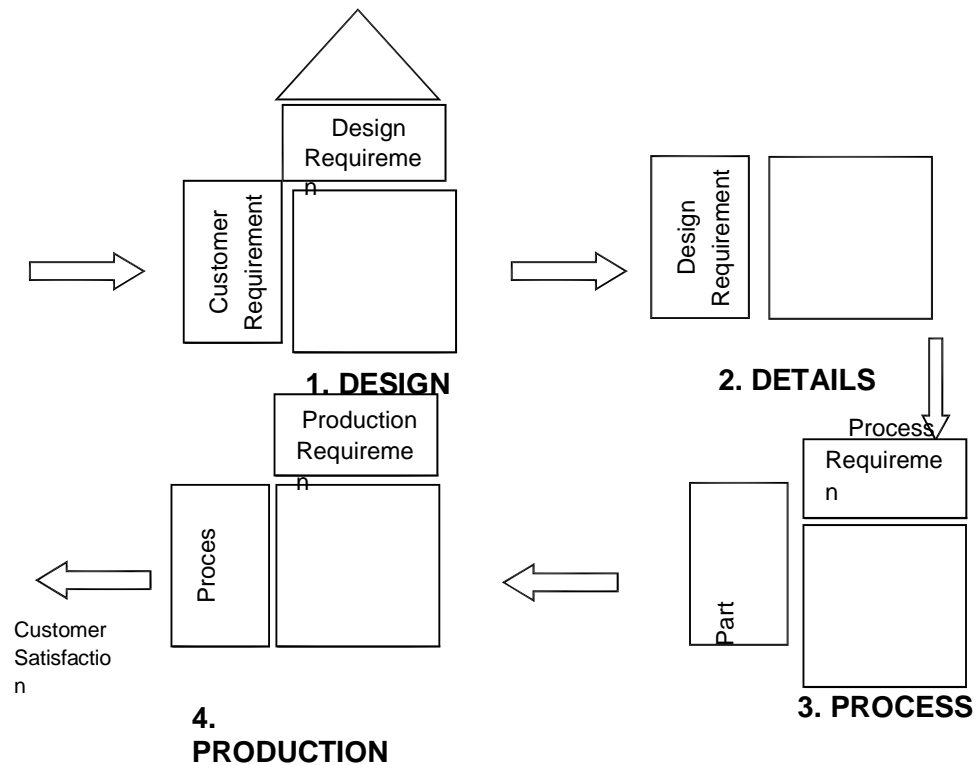 Design
Requireme
n
Customer
Requirement
1. DESIGN
Design
Requirement
2. DETAILS
Process
Requireme
n
Part
3. PROCESS
Production
Requireme
n
Proces
4.
PRODUCTION
Customer
Satisfactio
n